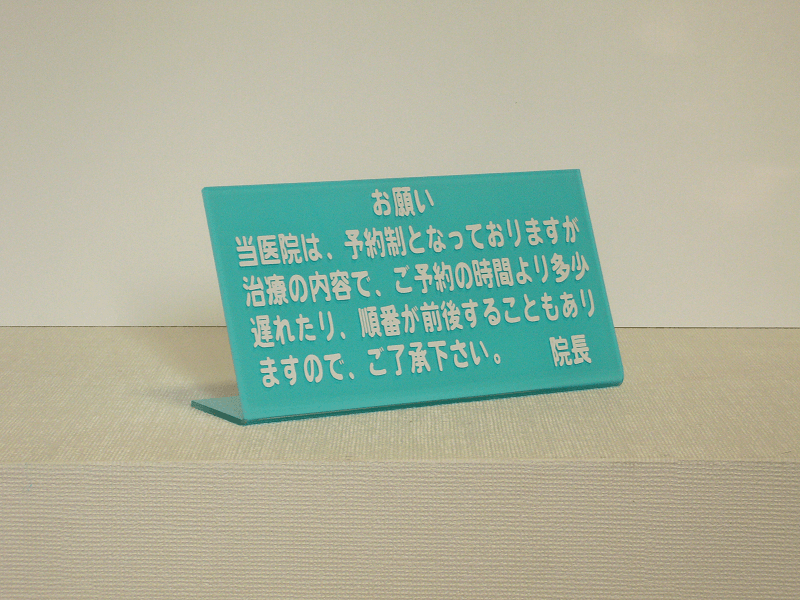 お願い
当医院は、予約制となっておりますが
治療の内容で、ご予約の時間より多少
遅れたり、順番が前後することもあり
ますので、ご了承下さい。 院長